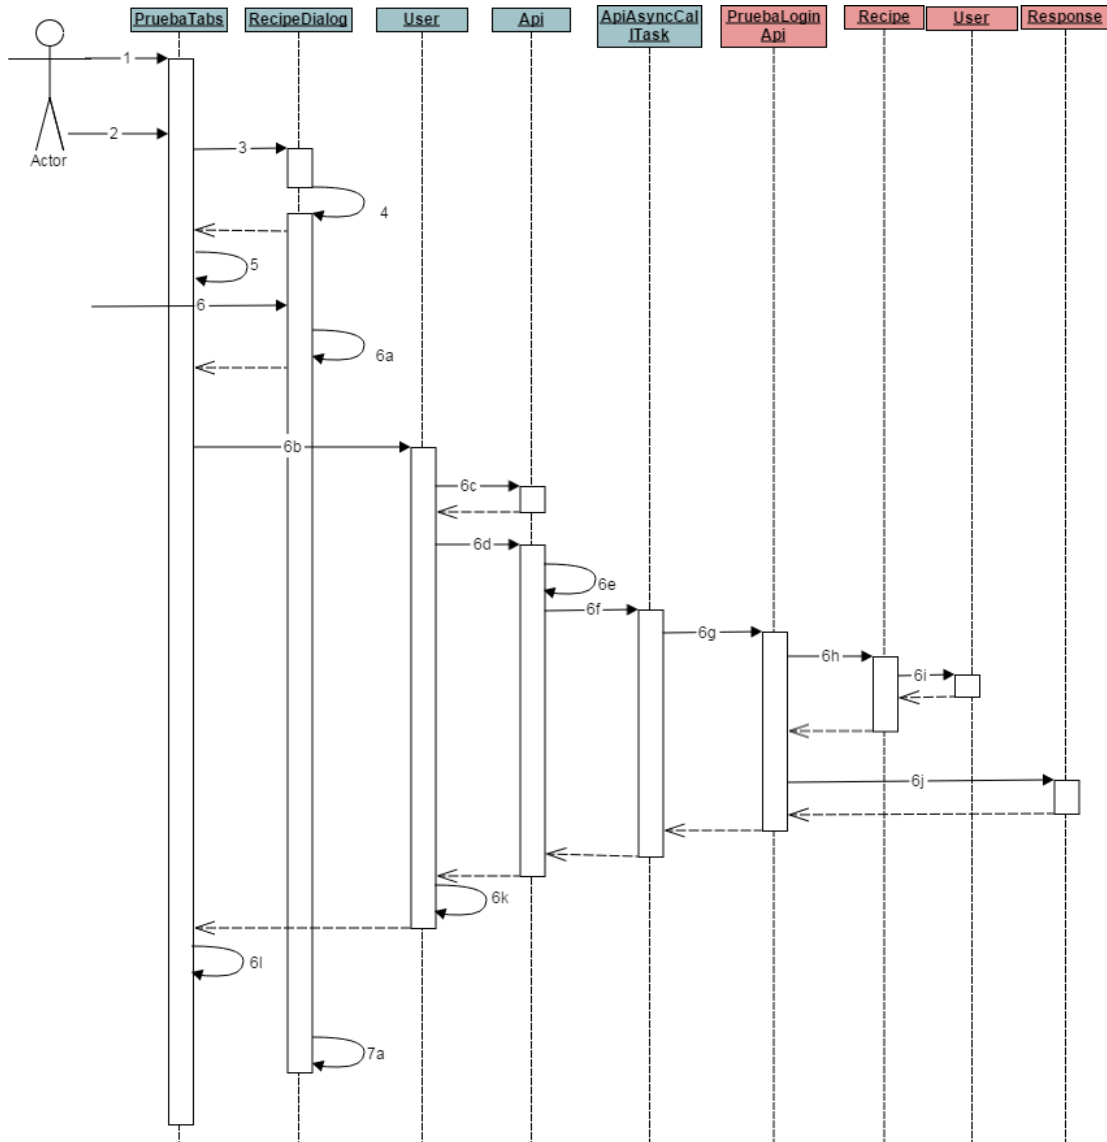 PruebaTabs
RecipeDialog
User
Api
ApiAsyncCal
lTask
PruebaLogin
Api
Recipe
User
Response
1
2
Actor
3
4
5
6
6a
6b
6c
6d
6e
6f
6g
6h
6i
6j
6k
6l
7a